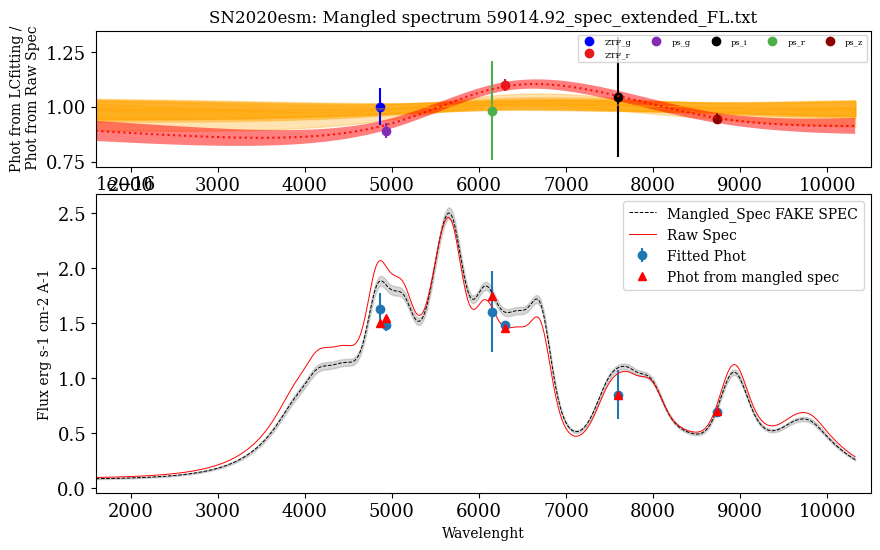 SN2020esm: Mangled spectrum 59014.92_spec_extended_FL.txt
Phot from LCfitting /
Phot from Raw Spec
1.25
1.00
0.75
ZTF_g ps_g ps_i ps_r ps_z
ZTF_r
2000 3000 4000 5000 6000 7000 8000 9000 10000
1e−16
Flux erg s-1 cm-2 A-1
2.5
2.0
1.5
1.0
0.5
0.0
Mangled_Spec FAKE SPEC
Raw Spec
Fitted Phot
Phot from mangled spec
2000 3000 4000 5000 6000 7000 8000 9000 10000
Wavelenght